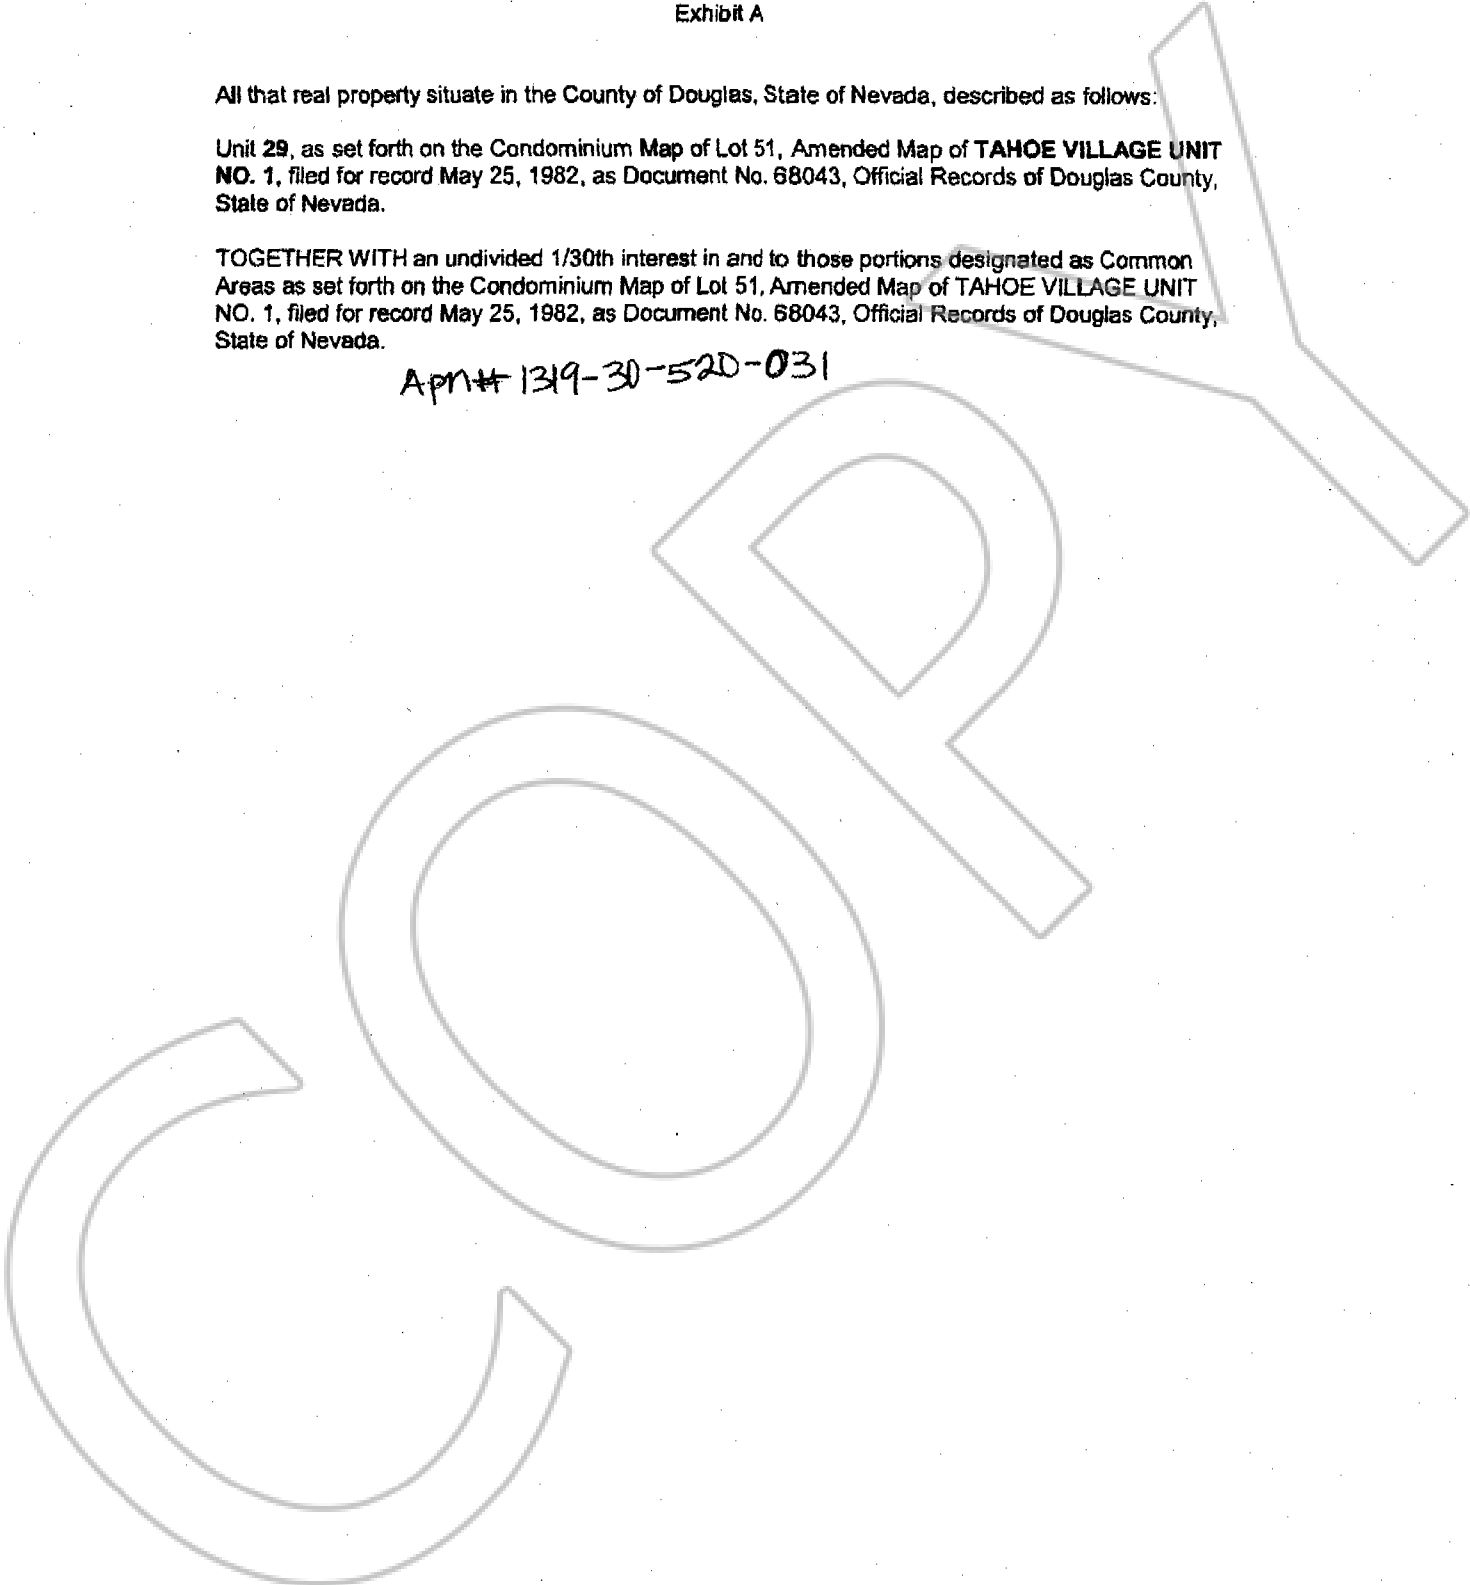 Exhibit A
All that real property situate in the County of Douglas, State of Nevada, described as follows:
Unit 29, as set forth on the Condominium Map of Lot 51, Amended Map of TAHOE VILLAGE UNIT
NO. 1, filed for record May 25, 1982, as Document No. 68043, Official Records of Douglas County,
State of Nevada.
TOGETHER WITH an undivided 1/30th interest in and to those portions designated as Common
Areas as set forth on the Condominium Map of Lot 51, Amended Map of TAHOE VILLAGE UNIT
NO. 1, filed for record May 25, 1982, as Document No. 68043, Official Records of Douglas County,
State of Nevada.
Apn# 1319-30-520-031
COPY